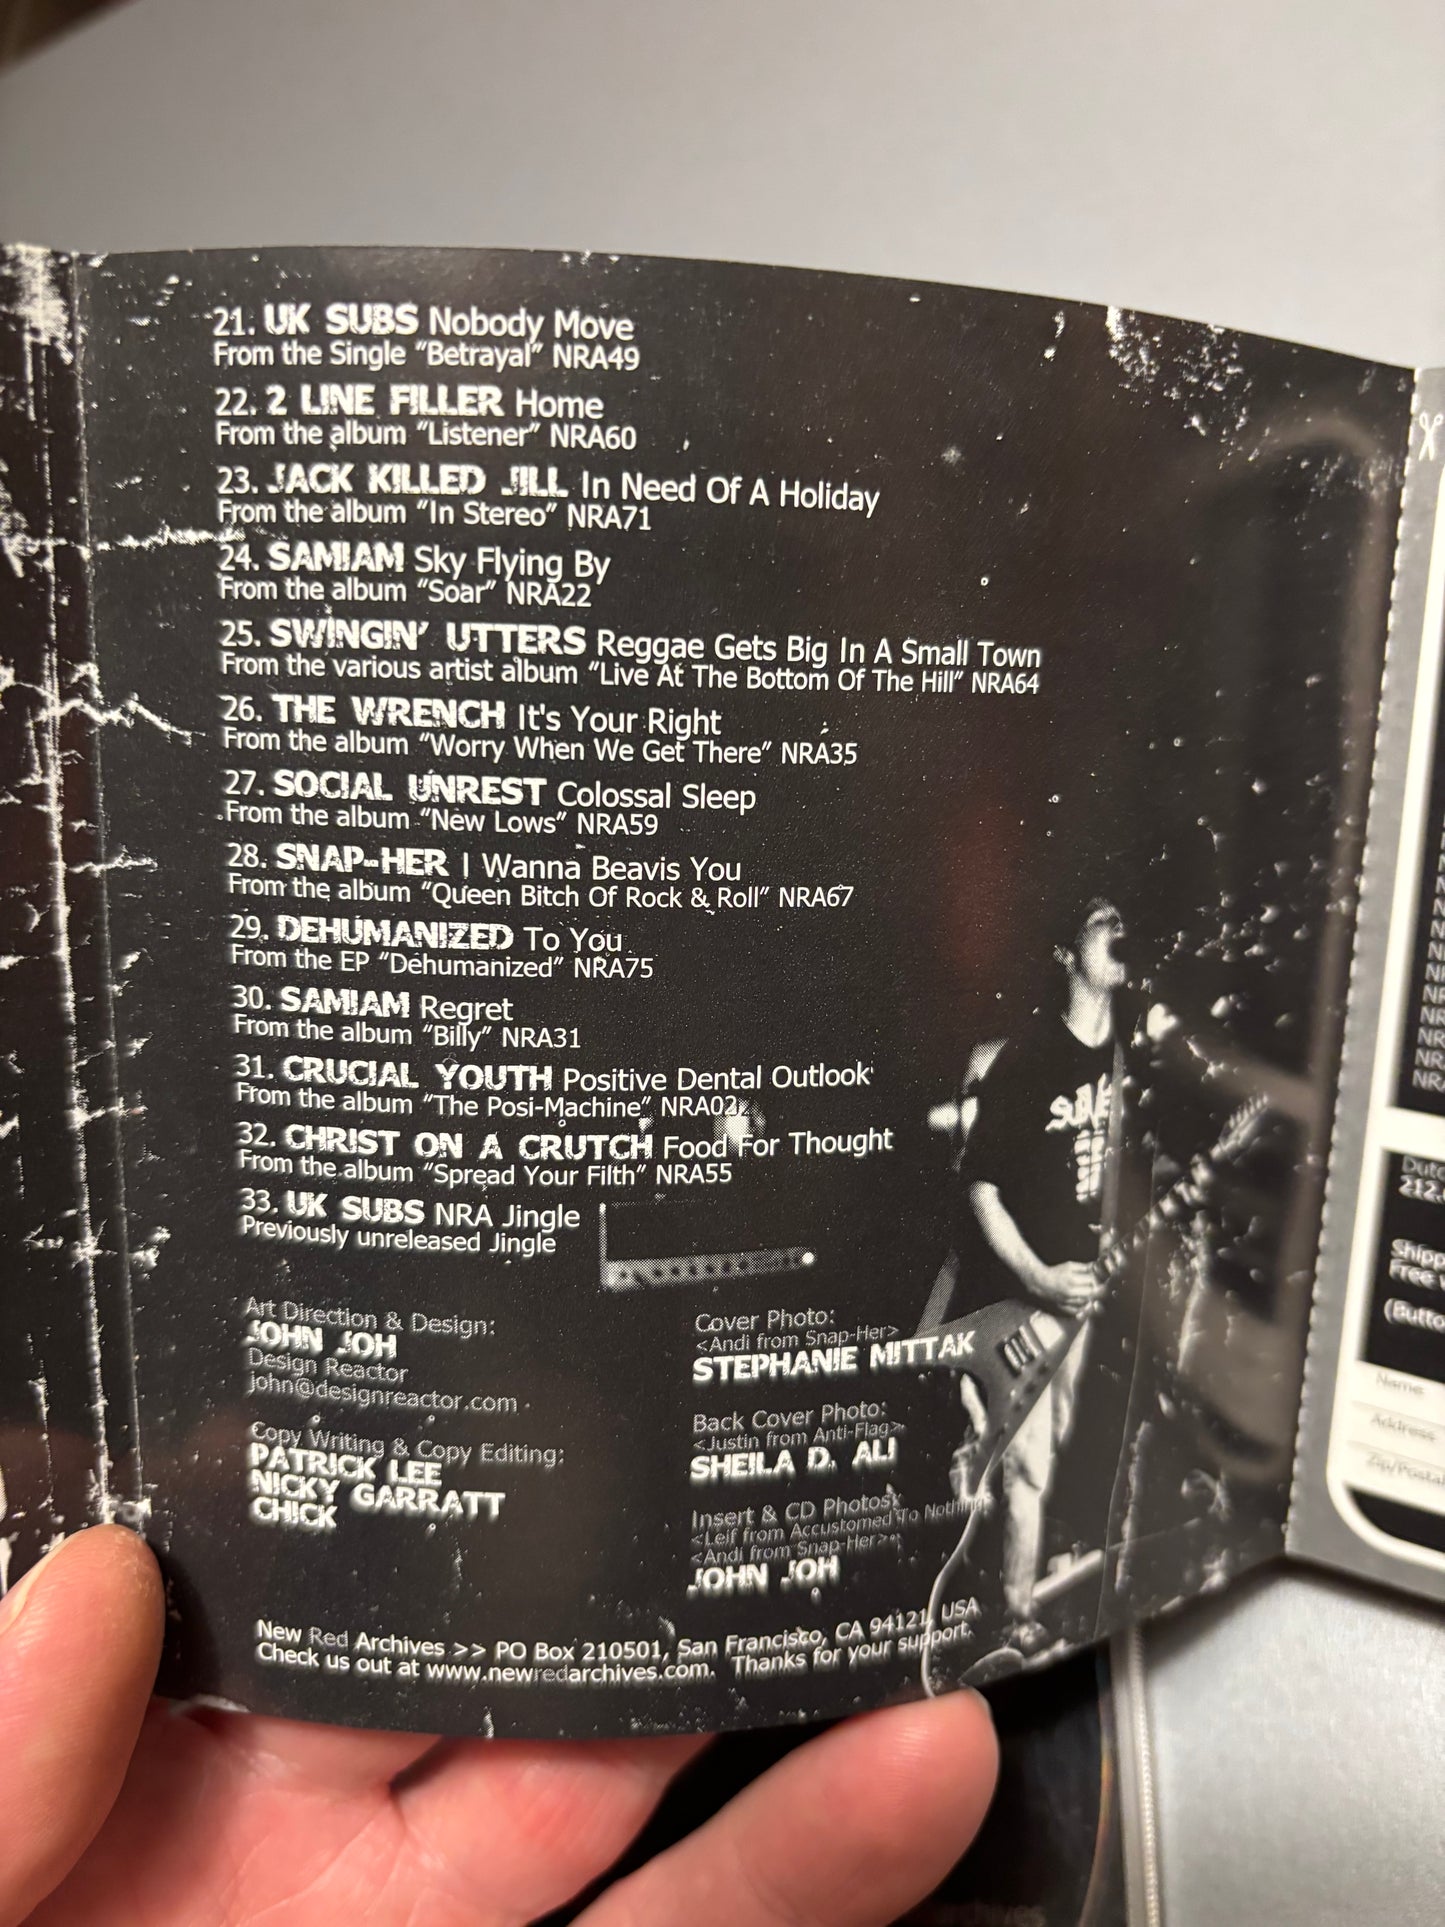 21. UK SUBS Nobody Move
From the Single "Betrayal" NRA49
22. 2 LINE FILLER Home
From the album "Listener" NRA60
23. JACK KILLED JILL In Need Of A Holiday
From the album "In Stereo" NRA71
24. SAMIAM Sky Flying By
From the album "Soar" NRA22
25. SWINGIN' UTTERS Reggae Gets Big In A Small Town
From the various artist album "Live At The Bottom Of The Hill" NRA64
26. THE WRENCH It's Your Right
From the album "Worry When We Get There" NRA35
27. SOCIAL UNREST Colossal Sleep
From the album "New Lows" NRA59
28. SNAP-HER I Wanna Beavis You
From the album "Queen Bitch Of Rock & Roll" NRA67
29. DEHUMANIZED To You
From the EP "Dehumanized" NRA75
30. SAMIAM Regret
From the album "Billy" NRA31
31. CRUCIAL YOUTH Positive Dental Outlook
From the album "The Posi-Machine" NRA02
32. CHRIST ON A CRUTCH Food For Thought
From the album "Spread Your Filth" NRA55
33. UK SUBS NRA Jingle
Previously unreleased Jingle
Art Direction & Design:
JOHN JOH
Design Reactor
john@designreactor.com
Copy Writing & Copy Editing:
PATRICK LEE
NICKY GARRATT
CHICK
Cover Photo:
<Andi from Snap-Her>
STEPHANIE MITTAK
Back Cover Photo:
<Justin from Anti-Flag>
SHEILA D. ALI
Insert & CD Photos:
<Leif from Accustomed To Nothing>
<Andi from Snap-Her>
JOHN JOH
New Red Archives >> PO Box 210501, San Francisco, CA 94121, USA
Check us out at www.newredarchives.com. Thanks for your support.
212.
Shipp
Free
(Butto
Name
Address
Zip/Posta